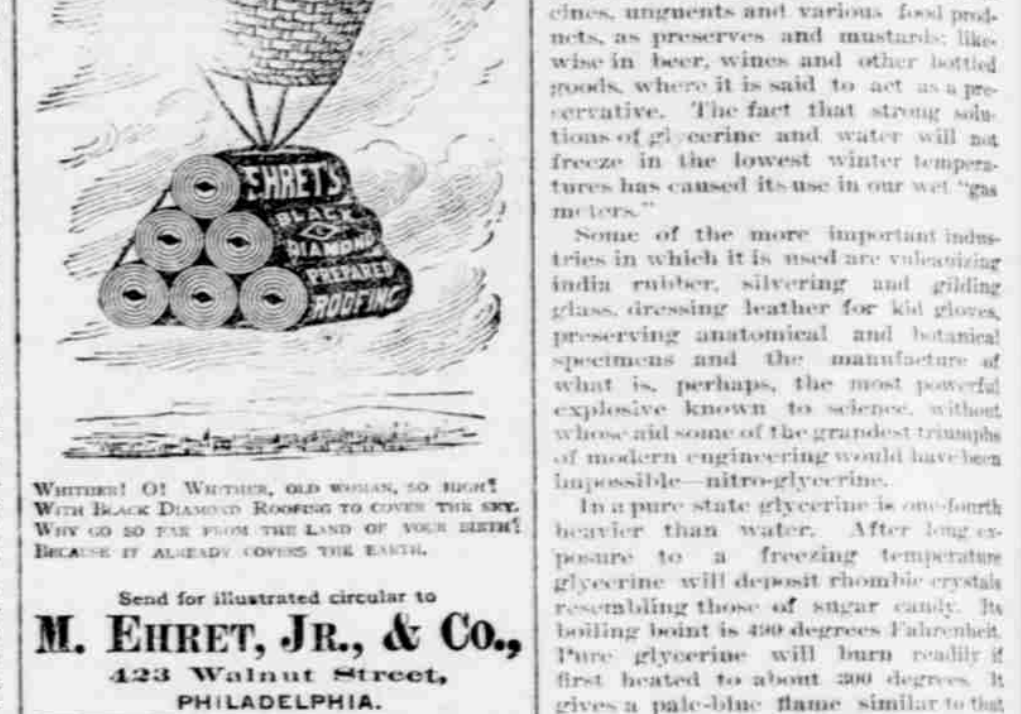 EHRET'S
BLACK
DIAMOND
PREPARED
ROOFING
WHITHER! O! WHITHER, OLD WOMAN, SO HIGH?
WITH BLACK DIAMOND ROOFING TO COVER THE SKY.
WHY GO SO FAR FROM THE LAND OF YOUR BIRTH?
BECAUSE IT ALREADY COVERS THE EARTH.
Send for illustrated circular to
M. EHRET, JR., & CO.,
423 Walnut Street,
PHILADELPHIA.
cines, unguents and various food prod-
ucts, as preserves and mustards; like-
wise in beer, wines and other bottled
goods, where it is said to act as a pre-
servative. The fact that strong solu-
tions of glycerine and water will not
freeze in the lowest winter tempera-
tures has caused its use in our wet "gas
meters."
Some of the more important indus-
tries in which it is used are vulcanizing
india rubber, silvering and gilding
glass, dressing leather for kid gloves,
preserving anatomical and botanical
specimens and the manufacture of
what is, perhaps, the most powerful
explosive known to science, without
whose aid some of the grandest triumphs
of modern engineering would have been
impossible—nitro-glycerine.
In a pure state glycerine is one-fourth
heavier than water. After long ex-
posure to a freezing temperature
glycerine will deposit rhombic crystals
resembling those of sugar candy. Its
boiling boint is 490 degrees Fahrenheit.
Pure glycerine will burn readily if
first heated to about 300 degrees. It
gives a pale-blue flame similar to that